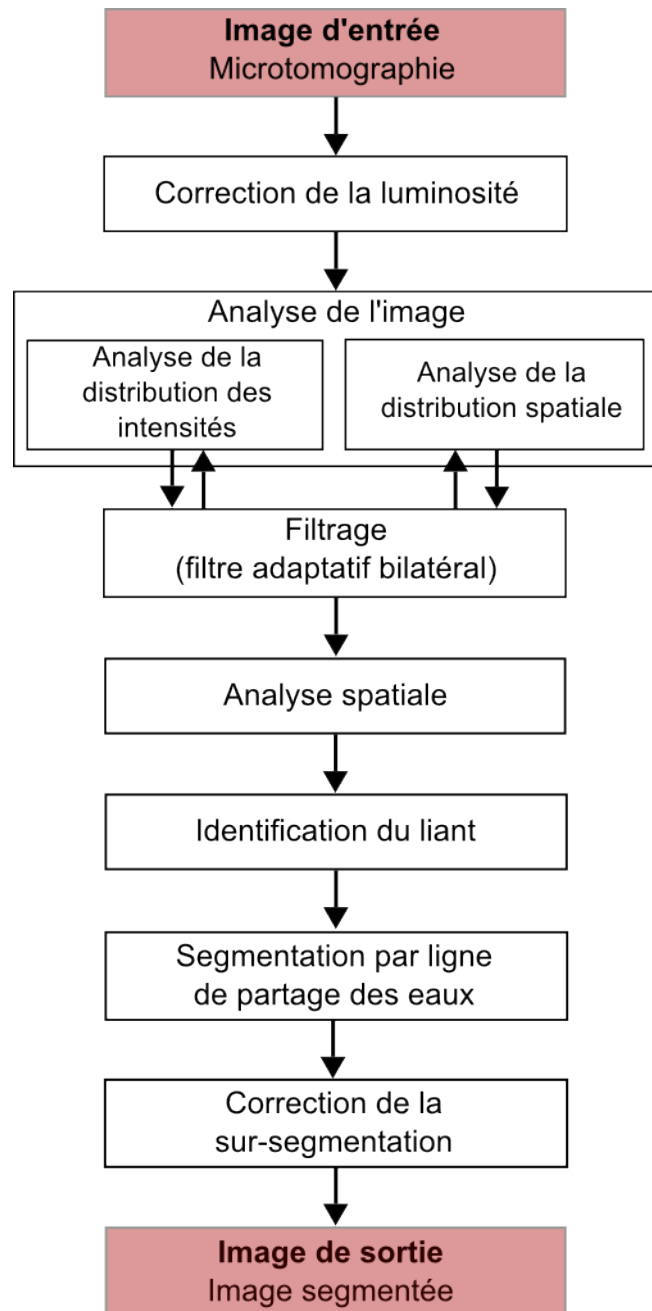 Image d'entrée
Microtomographie
Correction de la luminosité
Analyse de l'image
Analyse de la
distribution des
intensités
Analyse de la
distribution spatiale
Filtrage
(filtre adaptatif bilatéral)
Analyse spatiale
Identification du liant
Segmentation par ligne
de partage des eaux
Correction de la
sur-segmentation
Image de sortie
Image segmentée